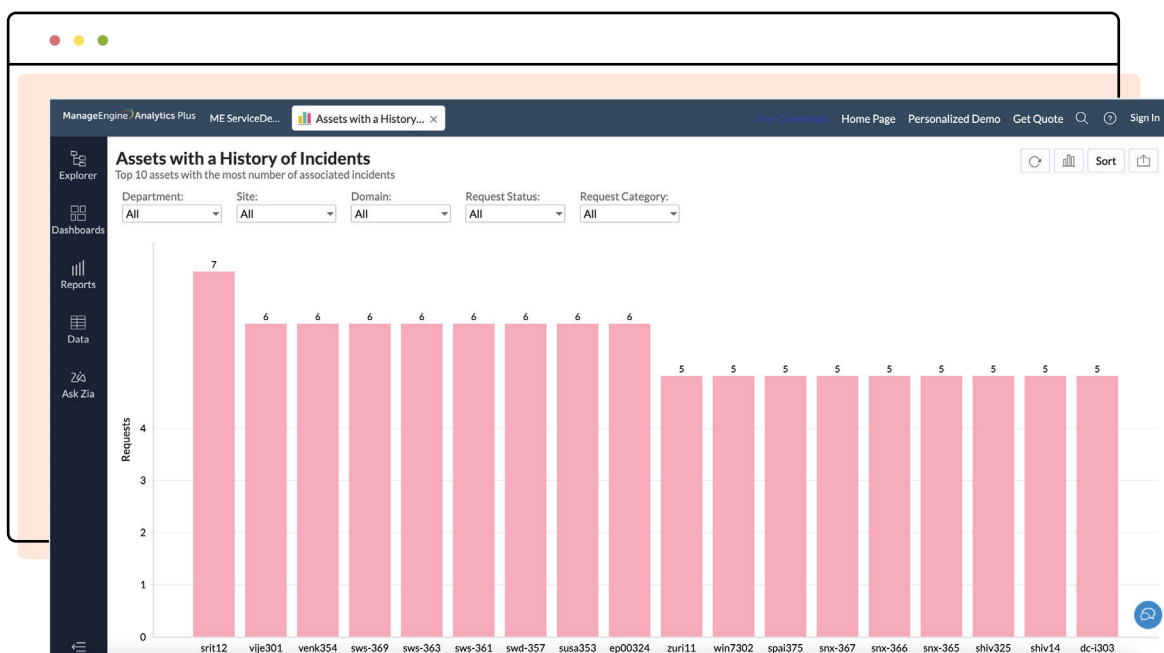 ManageEngine Analytics Plus
ME ServiceDe...
Assets with a History... ×
Free Download
Home Page
Personalized Demo
Get Quote
Sign In
Explorer
Dashboards
Reports
Data
Zia
Ask Zia
Assets with a History of Incidents
Top 10 assets with the most number of associated incidents
Sort
Department: Site: Domain: Request Status: Request Category:
All All All All All
7
6 6 6 6 6 6 6 6
5 5 5 5 5 5 5 5 5
Requests
4
3
2
1
0
srit12 vije301 venk354 sws-369 sws-363 sws-361 swd-357 susa353 ep00324 zuri11 win7302 spal375 snx-367 snx-366 snx-365 shiv325 shiv14 dc-i303